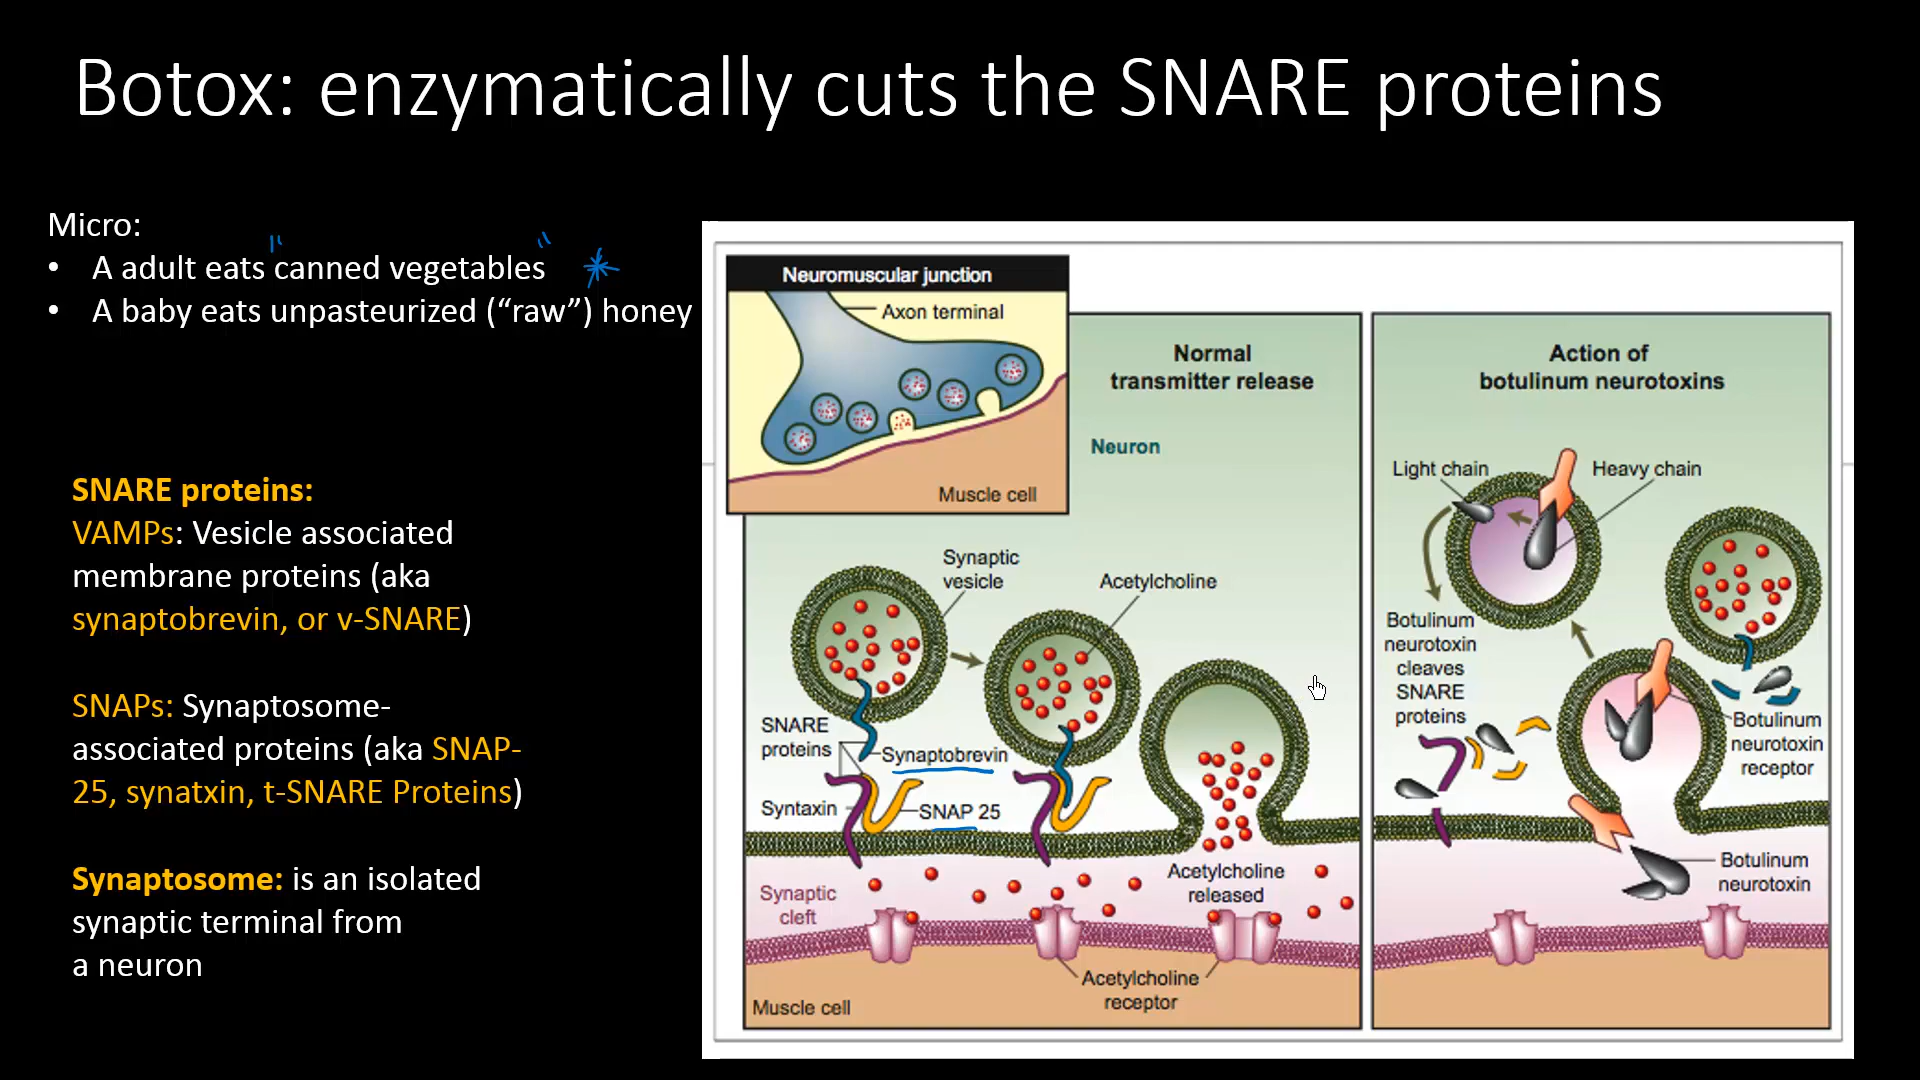 Botox: enzymatically cuts the SNARE proteins
Micro:
• A adult eats "canned vegetables" *
• A baby eats unpasteurized (“raw”) honey
SNARE proteins:
VAMPs: Vesicle associated
membrane proteins (aka
synaptobrevin, or v-SNARE)
SNAPs: Synaptosome-
associated proteins (aka SNAP-
25, synatxin, t-SNARE Proteins)
Synaptosome: is an isolated
synaptic terminal from
a neuron
Neuromuscular junction
Axon terminal
Muscle cell
Normal
transmitter release
Neuron
Synaptic
vesicle
Acetylcholine
SNARE
proteins
Synaptobrevin
Syntaxin
SNAP 25
Acetylcholine
released
Synaptic
cleft
Acetylcholine
receptor
Muscle cell
Action of
botulinum neurotoxins
Light chain
Heavy chain
Botulinum
neurotoxin
cleaves
SNARE
proteins
Botulinum
neurotoxin
receptor
Botulinum
neurotoxin